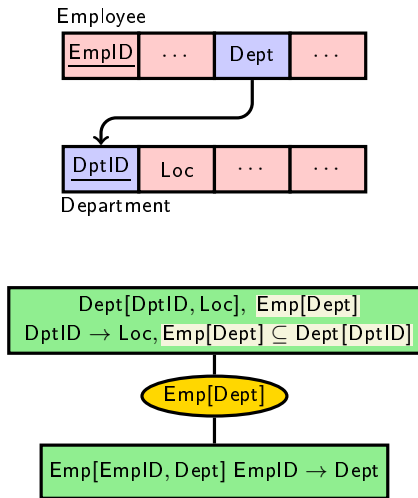 Employee
EmpID ··· Dept ···
DptID Loc ··· ···
Department
Dept[DptID, Loc], Emp[Dept]
DptID → Loc, Emp[Dept] ⊆ Dept[DptID]
Emp[Dept]
Emp[EmpID, Dept] EmpID → Dept